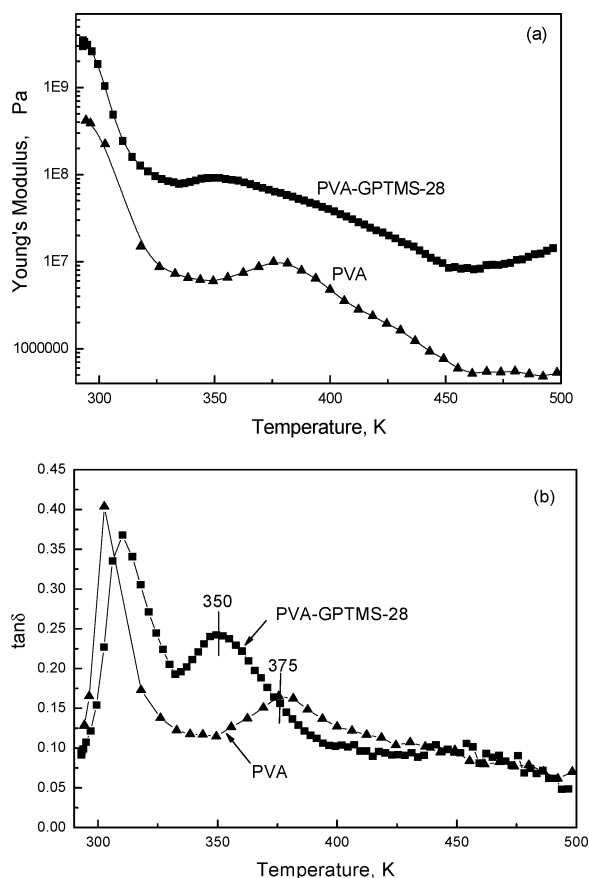 (a)
Young's Modulus, Pa
1E9
1E8
1E7
1000000
PVA-GPTMS-28
PVA
300
350
400
450
500
Temperature, K
(b)
tanδ
0.45
0.40
0.35
0.30
0.25
0.20
0.15
0.10
0.05
0.00
350
PVA-GPTMS-28
375
PVA
300
350
400
450
500
Temperature, K